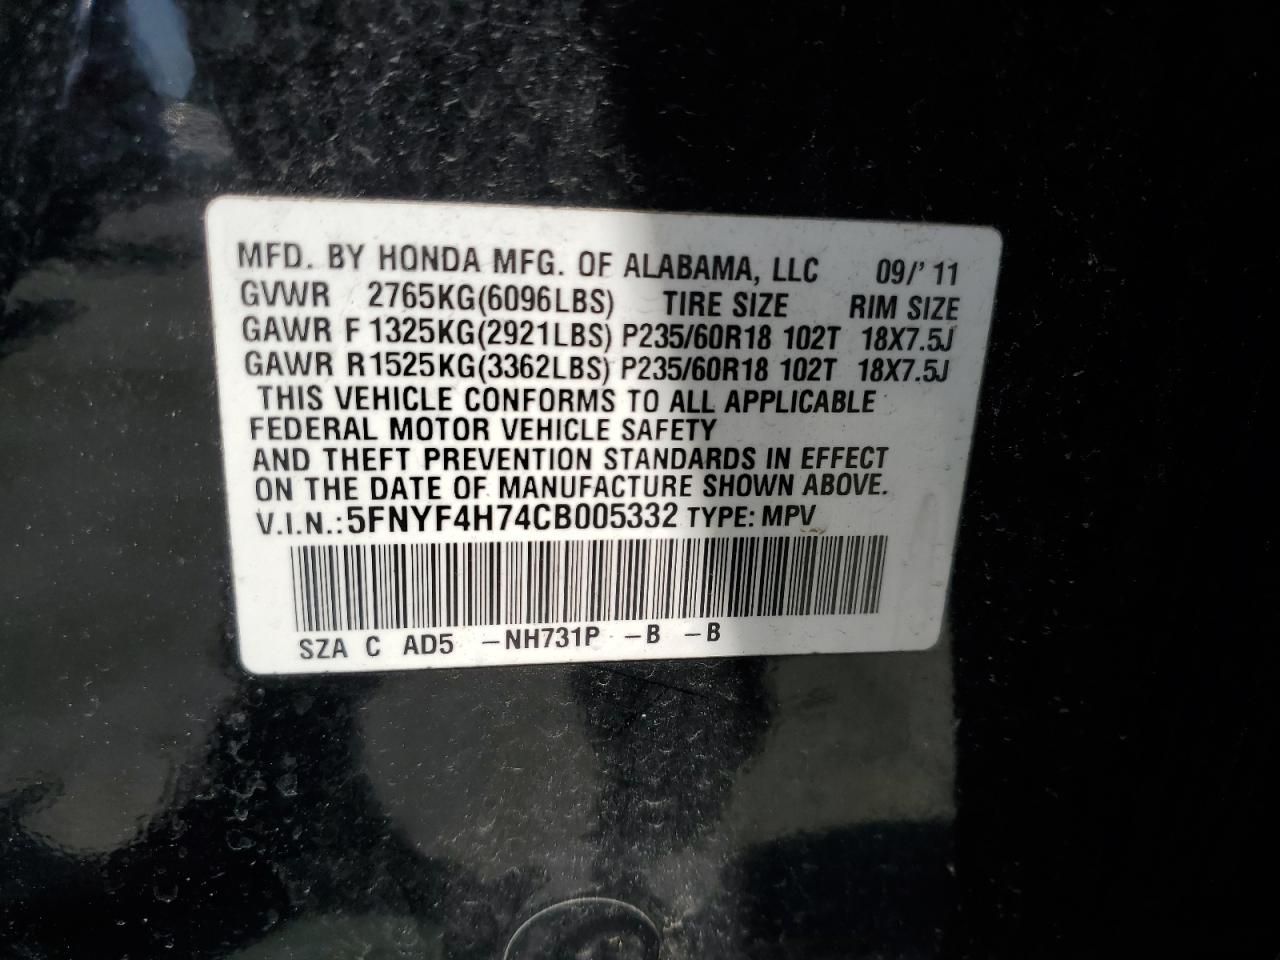 MFD. BY HONDA MFG. OF ALABAMA, LLC 09/'11
GVWR 2765KG(6096LBS) TIRE SIZE RIM SIZE
GAWR F 1325KG(2921LBS) P235/60R18 102T 18X7.5J
GAWR R 1525KG(3362LBS) P235/60R18 102T 18X7.5J
THIS VEHICLE CONFORMS TO ALL APPLICABLE
FEDERAL MOTOR VEHICLE SAFETY
AND THEFT PREVENTION STANDARDS IN EFFECT
ON THE DATE OF MANUFACTURE SHOWN ABOVE.
V.I.N.:5FNYF4H74CB005332 TYPE: MPV
SZA C AD5 -NH731P -B -B